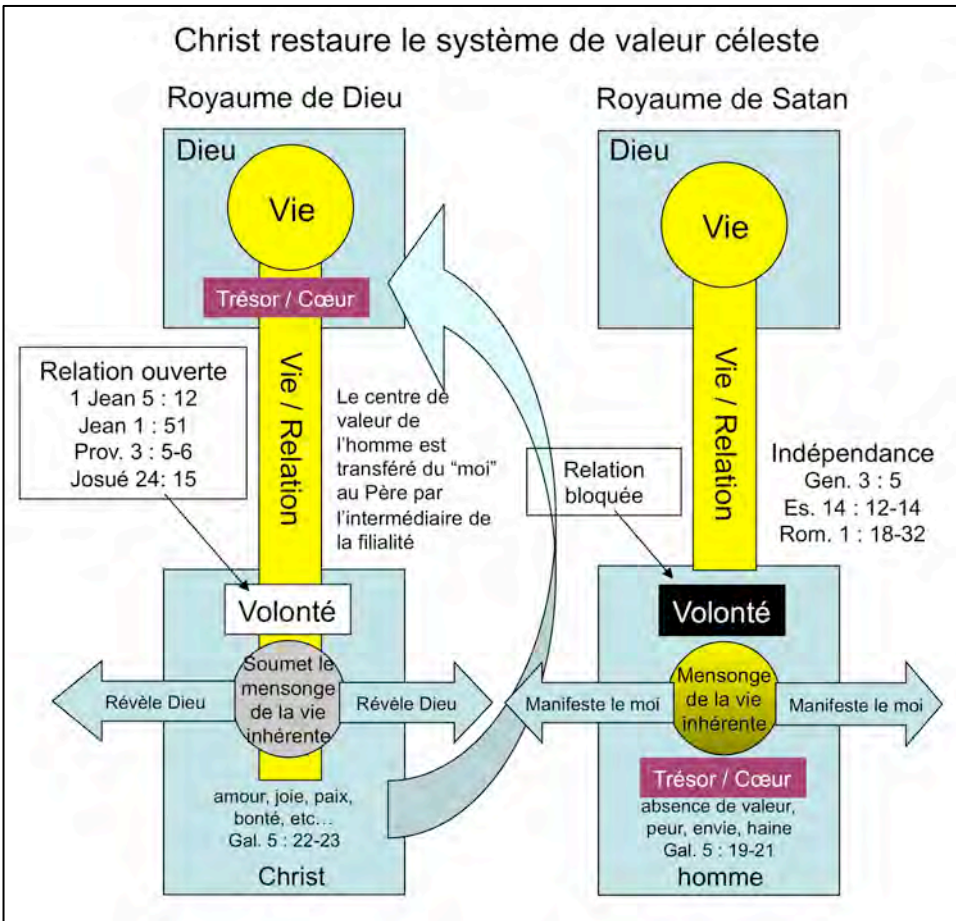 Christ restaure le système de valeur céleste
Royaume de Dieu
Dieu
Vie
Trésor / Cœur
Relation ouverte
1 Jean 5 : 12
Jean 1 : 51
Prov. 3 : 5-6
Josué 24: 15
Vie / Relation
Le centre de
valeur de
l’homme est
transféré du “moi”
au Père par
l’intermédiaire de
la filialité
Volonté
Soumet le
mensonge
de la vie
inhérente
Révèle Dieu
Révèle Dieu
amour, joie, paix,
bonté, etc…
Gal. 5 : 22-23
Christ
Royaume de Satan
Dieu
Vie
Vie / Relation
Relation
bloquée
Indépendance
Gen. 3 : 5
Es. 14 : 12-14
Rom. 1 : 18-32
Volonté
Manifeste le moi
Mensonge
de la vie
inhérente
Manifeste le moi
Trésor / Cœur
absence de valeur,
peur, envie, haine
Gal. 5 : 19-21
homme